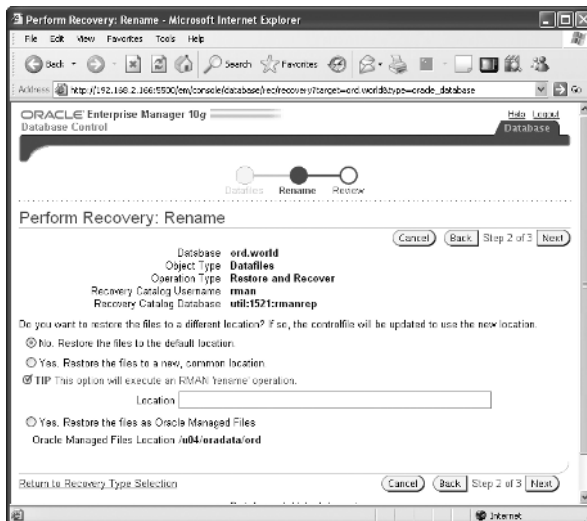 Perform Recovery: Rename - Microsoft Internet Explorer
File Edit View Favorites Tools Help
Back Search Favorites
Address http://192.168.2.166:5500/em/console/database/rec/recovery?target=ord.world&type=oracle_database Go
ORACLE Enterprise Manager 10g
Database Control
Help Logout
Database
Datafiles Rename Review
Perform Recovery: Rename
Cancel Back Step 2 of 3 Next
Database ord.world
Object Type Datafiles
Operation Type Restore and Recover
Recovery Catalog Username rman
Recovery Catalog Database util:1521:rmanrep
Do you want to restore the files to a different location? If so, the controlfile will be updated to use the new location.
No. Restore the files to the default location.
Yes. Restore the files to a new, common location.
TIP This option will execute an RMAN 'rename' operation.
Location
Yes. Restore the files as Oracle Managed Files
Oracle Managed Files Location /u04/oradata/ord
Return to Recovery Type Selection
Cancel Back Step 2 of 3 Next
Internet